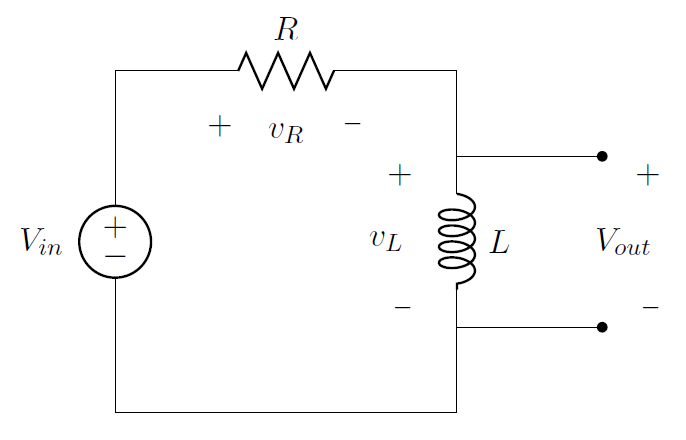 R
+ v_R −
+ +
V_in + − v_L L V_out
− −